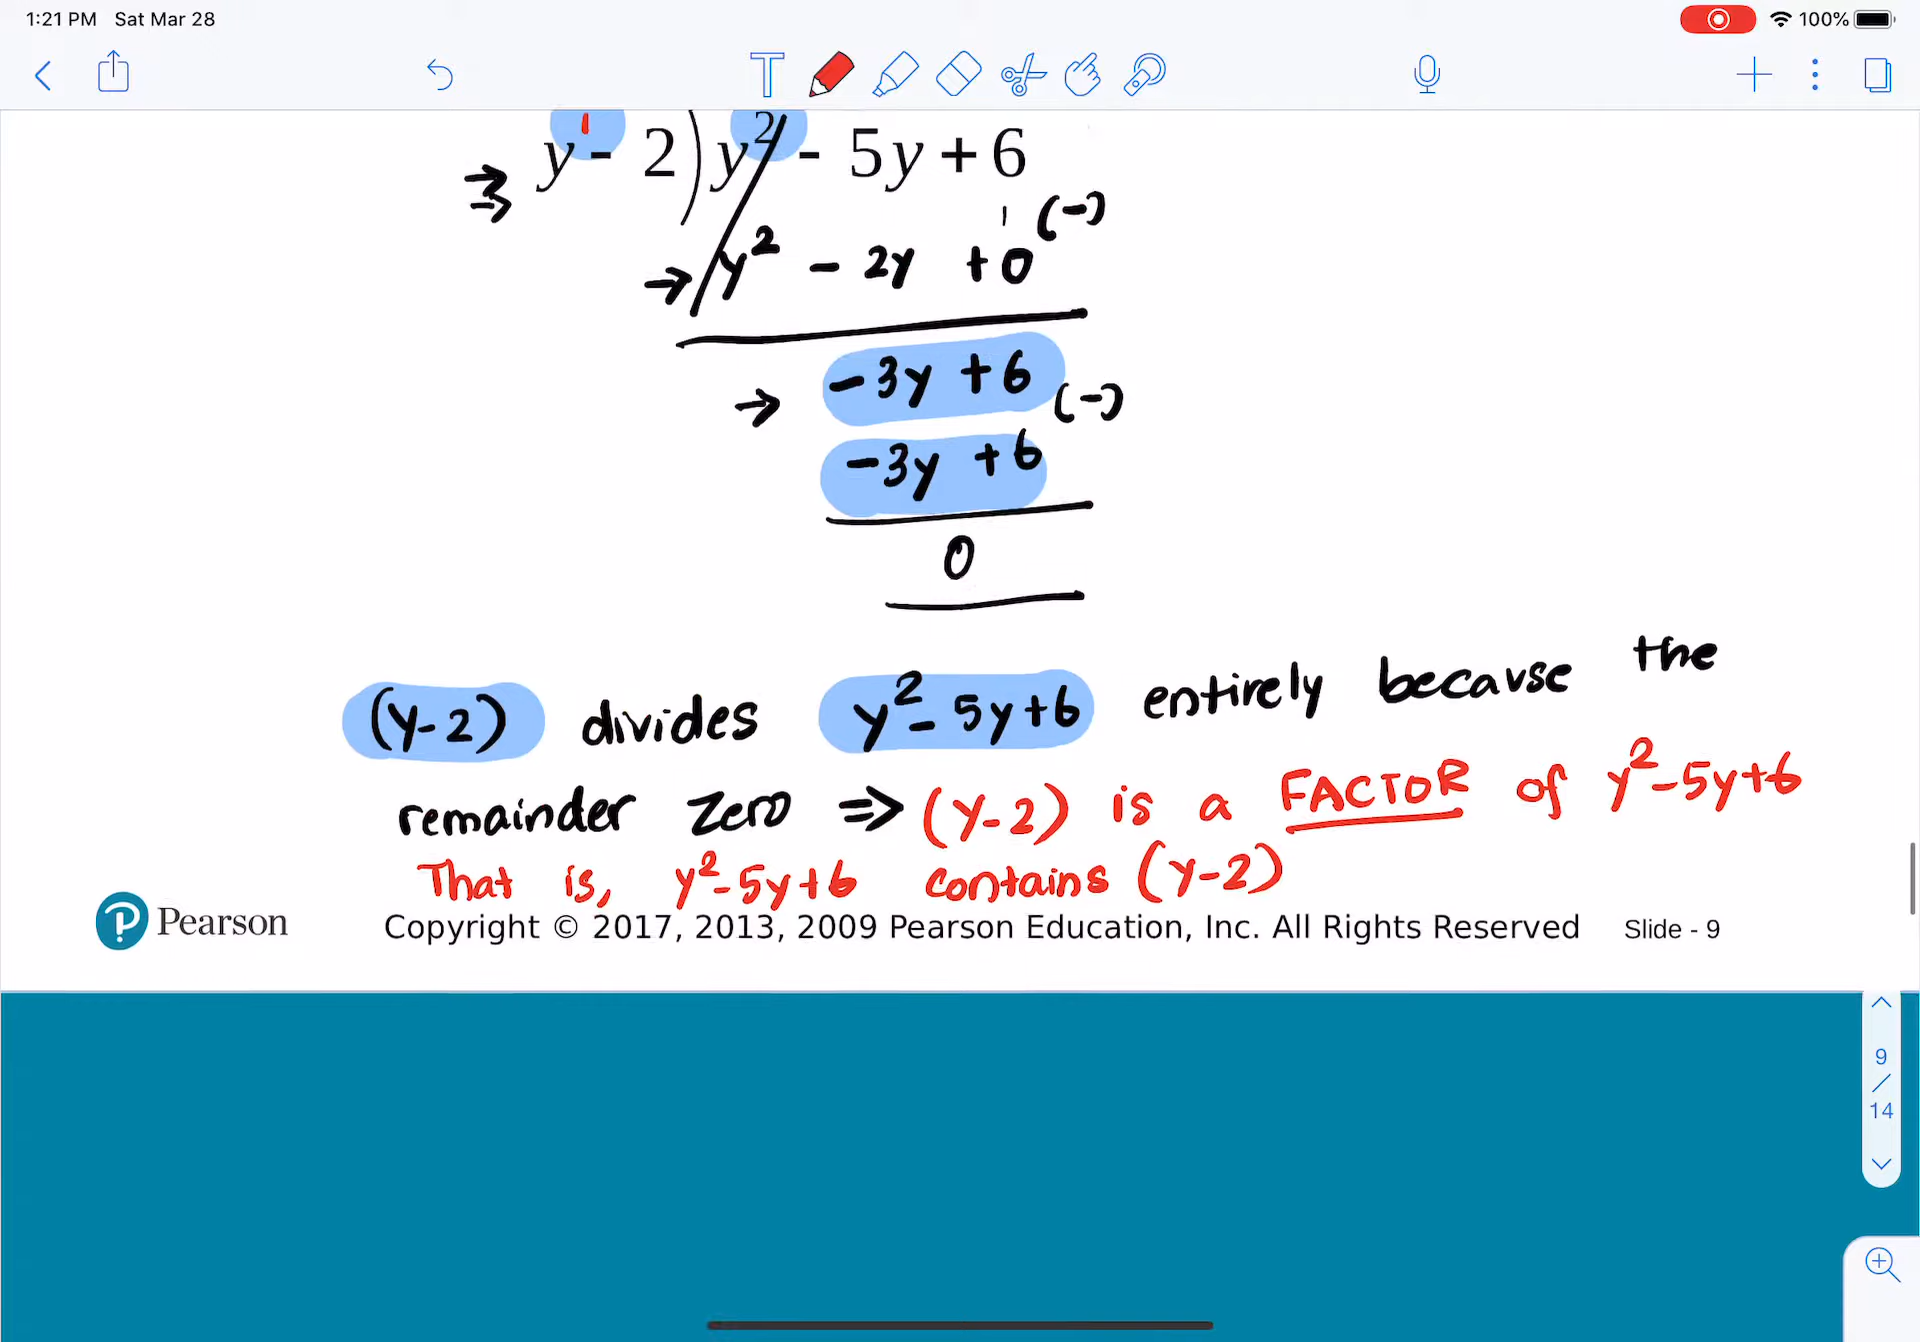 1:21 PM Sat Mar 28
100%
T
y¹ - 2)y² - 5y + 6
⇒
(-)
→ y² - 2y + 0
→ -3y + 6 (-)
-3y + 6
0
(y-2) divides y²-5y+6 entirely because the
remainder zero ⇒ (y-2) is a FACTOR of y²-5y+6
That is, y²-5y+6 contains (y-2)
Pearson
Copyright © 2017, 2013, 2009 Pearson Education, Inc. All Rights Reserved
Slide - 9
9
/
14